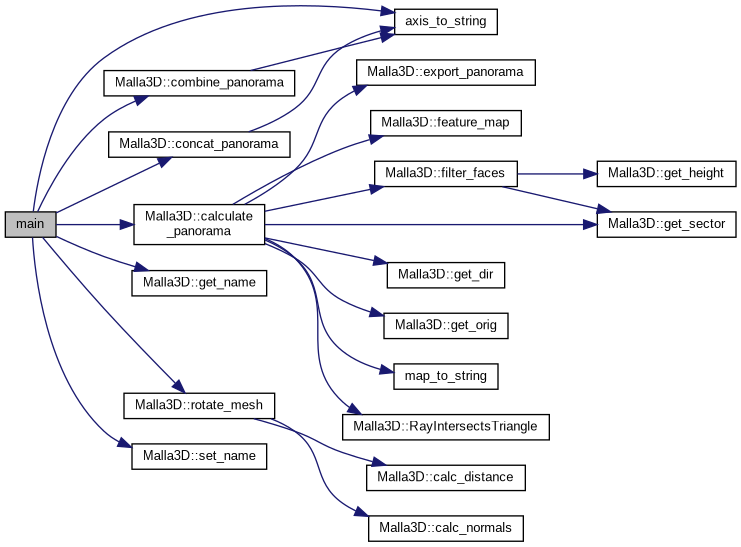 axis_to_string
Malla3D::combine_panorama
Malla3D::export_panorama
Malla3D::feature_map
Malla3D::concat_panorama
Malla3D::filter_faces
Malla3D::get_height
main
Malla3D::calculate
_panorama
Malla3D::get_sector
Malla3D::get_name
Malla3D::get_dir
Malla3D::get_orig
map_to_string
Malla3D::rotate_mesh
Malla3D::RayIntersectsTriangle
Malla3D::set_name
Malla3D::calc_distance
Malla3D::calc_normals